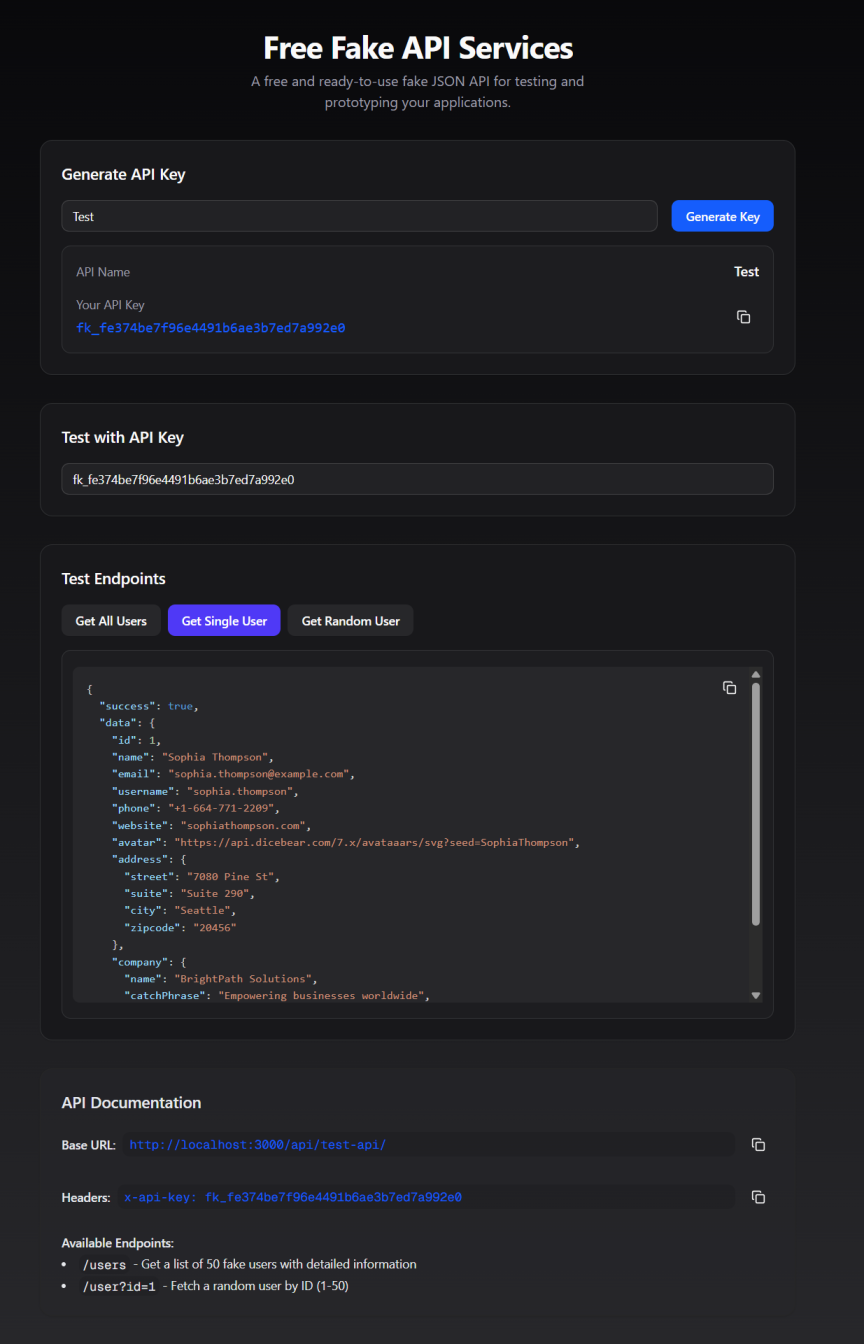 Free Fake API Services
A free and ready-to-use fake JSON API for testing and
prototyping your applications.
Generate API Key
Test
Generate Key
API Name
Test
Your API Key
fk_fe374be7f96e4491b6ae3b7ed7a992e0
Test with API Key
fk_fe374be7f96e4491b6ae3b7ed7a992e0
Test Endpoints
Get All Users
Get Single User
Get Random User
{
"success": true,
"data": {
"id": 1,
"name": "Sophia Thompson",
"email": "sophia.thompson@example.com",
"username": "sophia.thompson",
"phone": "+1-664-771-2209",
"website": "sophiathompson.com",
"avatar": "https://api.dicebear.com/7.x/avataaars/svg?seed=SophiaThompson",
"address": {
"street": "7080 Pine St",
"suite": "Suite 290",
"city": "Seattle",
"zipcode": "20456"
},
"company": {
"name": "BrightPath Solutions",
"catchPhrase": "Empowering businesses worldwide",
API Documentation
Base URL: http://localhost:3000/api/test-api/
Headers: x-api-key: fk_fe374be7f96e4491b6ae3b7ed7a992e0
Available Endpoints:
• /users - Get a list of 50 fake users with detailed information
• /user?id=1 - Fetch a random user by ID (1-50)